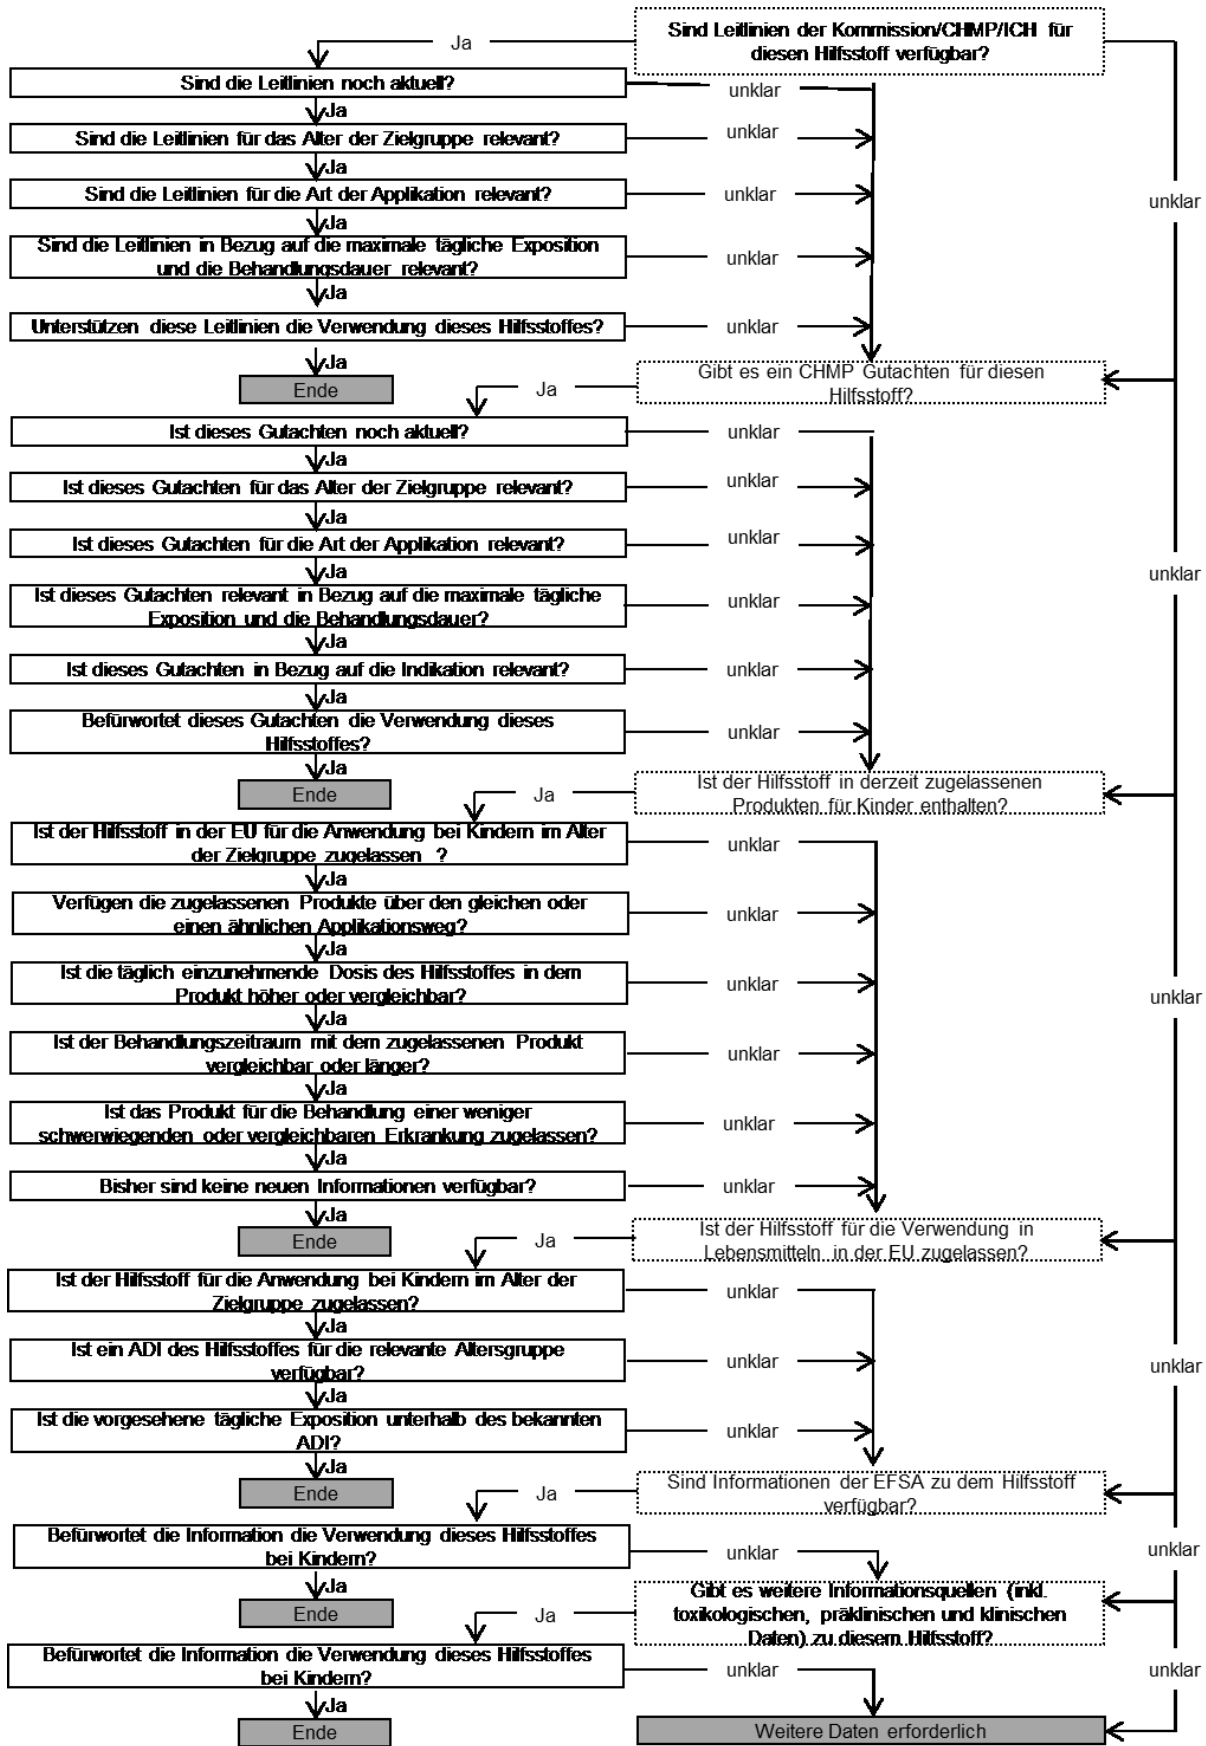 Sind Leitlinien der Kommission/CHMP/ICH für
diesen Hilfsstoff verfügbar?
Ja
Sind die Leitlinien noch aktuell?
unklar
Ja
Sind die Leitlinien für das Alter der Zielgruppe relevant?
unklar
Ja
Sind die Leitlinien für die Art der Applikation relevant?
unklar
unklar
Ja
Sind die Leitlinien in Bezug auf die maximale tägliche Exposition
und die Behandlungsdauer relevant?
unklar
Ja
Unterstützen diese Leitlinien die Verwendung dieses Hilfsstoffes?
unklar
Ja
Ende
Gibt es ein CHMP Gutachten für diesen
Hilfsstoff?
Ja
Ist dieses Gutachten noch aktuell?
unklar
Ja
Ist dieses Gutachten für das Alter der Zielgruppe relevant?
unklar
Ja
Ist dieses Gutachten für die Art der Applikation relevant?
unklar
Ja
unklar
Ist dieses Gutachten relevant in Bezug auf die maximale tägliche
Exposition und die Behandlungsdauer?
unklar
Ja
Ist dieses Gutachten in Bezug auf die Indikation relevant?
unklar
Ja
Befürwortet dieses Gutachten die Verwendung dieses
Hilfsstoffes?
unklar
Ja
Ende
Ist der Hilfsstoff in derzeit zugelassenen
Produkten für Kinder enthalten?
Ja
Ist der Hilfsstoff in der EU für die Anwendung bei Kindern im Alter
der Zielgruppe zugelassen ?
unklar
Ja
Verfügen die zugelassenen Produkte über den gleichen oder
einen ähnlichen Applikationsweg?
unklar
Ja
Ist die täglich einzunehmende Dosis des Hilfsstoffes in dem
Produkt höher oder vergleichbar?
unklar
unklar
Ja
Ist der Behandlungszeitraum mit dem zugelassenen Produkt
vergleichbar oder länger?
unklar
Ja
Ist das Produkt für die Behandlung einer weniger
schwerwiegenden oder vergleichbaren Erkrankung zugelassen?
unklar
Ja
Bisher sind keine neuen Informationen verfügbar?
unklar
Ja
Ende
Ist der Hilfsstoff für die Verwendung in
Lebensmitteln in der EU zugelassen?
Ja
Ist der Hilfsstoff für die Anwendung bei Kindern im Alter der
Zielgruppe zugelassen?
unklar
Ja
Ist ein ADI des Hilfsstoffes für die relevante Altersgruppe
verfügbar?
unklar
unklar
Ja
Ist die vorgesehene tägliche Exposition unterhalb des bekannten
ADI?
unklar
Ja
Ende
Sind Informationen der EFSA zu dem Hilfsstoff
verfügbar?
Ja
Befürwortet die Information die Verwendung dieses Hilfsstoffes
bei Kindern?
unklar
unklar
Ja
Ende
Gibt es weitere Informationsquellen (inkl.
toxikologischen, präklinischen und klinischen
Daten) zu diesem Hilfsstoff?
Ja
Befürwortet die Information die Verwendung dieses Hilfsstoffes
bei Kindern?
unklar
unklar
Ja
Ende
Weitere Daten erforderlich